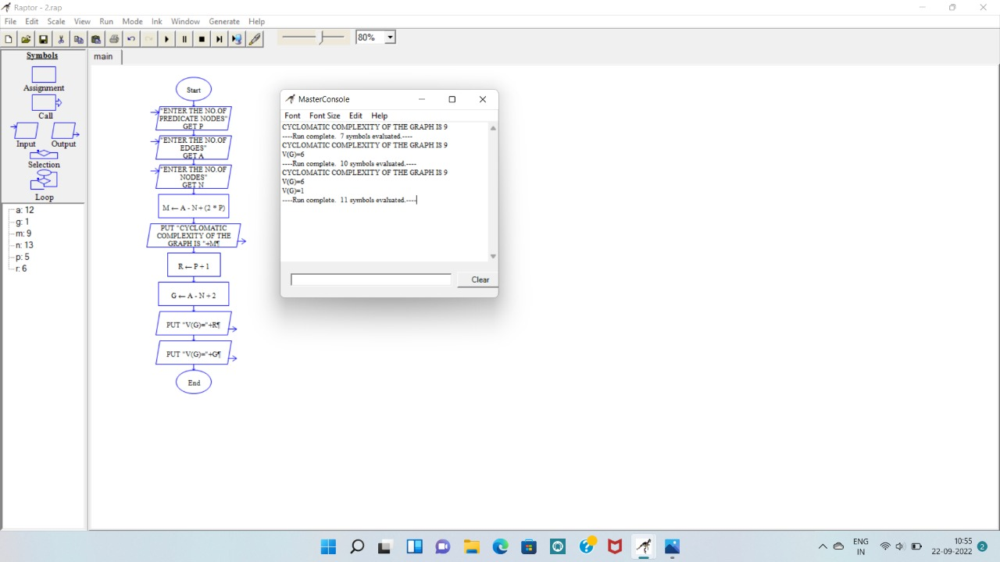 Raptor - 2.rap
File Edit Scale View Run Mode Ink Window Generate Help
80%
Symbols
Assignment
Call
Input Output
Selection
Loop
a: 12
g: 1
m: 9
n: 13
p: 5
r: 6
main
Start
"ENTER THE NO.OF
PREDICATE NODES"
GET P
"ENTER THE NO.OF
EDGES"
GET A
"ENTER THE NO.OF
NODES"
GET N
M ← A - N + (2 * P)
PUT "CYCLOMATIC
COMPLEXITY OF THE
GRAPH IS "+M¶
R ← P + 1
G ← A - N + 2
PUT "V(G)="+R¶
PUT "V(G)="+G¶
End
MasterConsole
Font Font Size Edit Help
CYCLOMATIC COMPLEXITY OF THE GRAPH IS 9
----Run complete.  7 symbols evaluated.----
CYCLOMATIC COMPLEXITY OF THE GRAPH IS 9
V(G)=6
----Run complete.  10 symbols evaluated.----
CYCLOMATIC COMPLEXITY OF THE GRAPH IS 9
V(G)=6
V(G)=1
----Run complete.  11 symbols evaluated.----
Clear
ENG
IN
10:55
22-09-2022
2